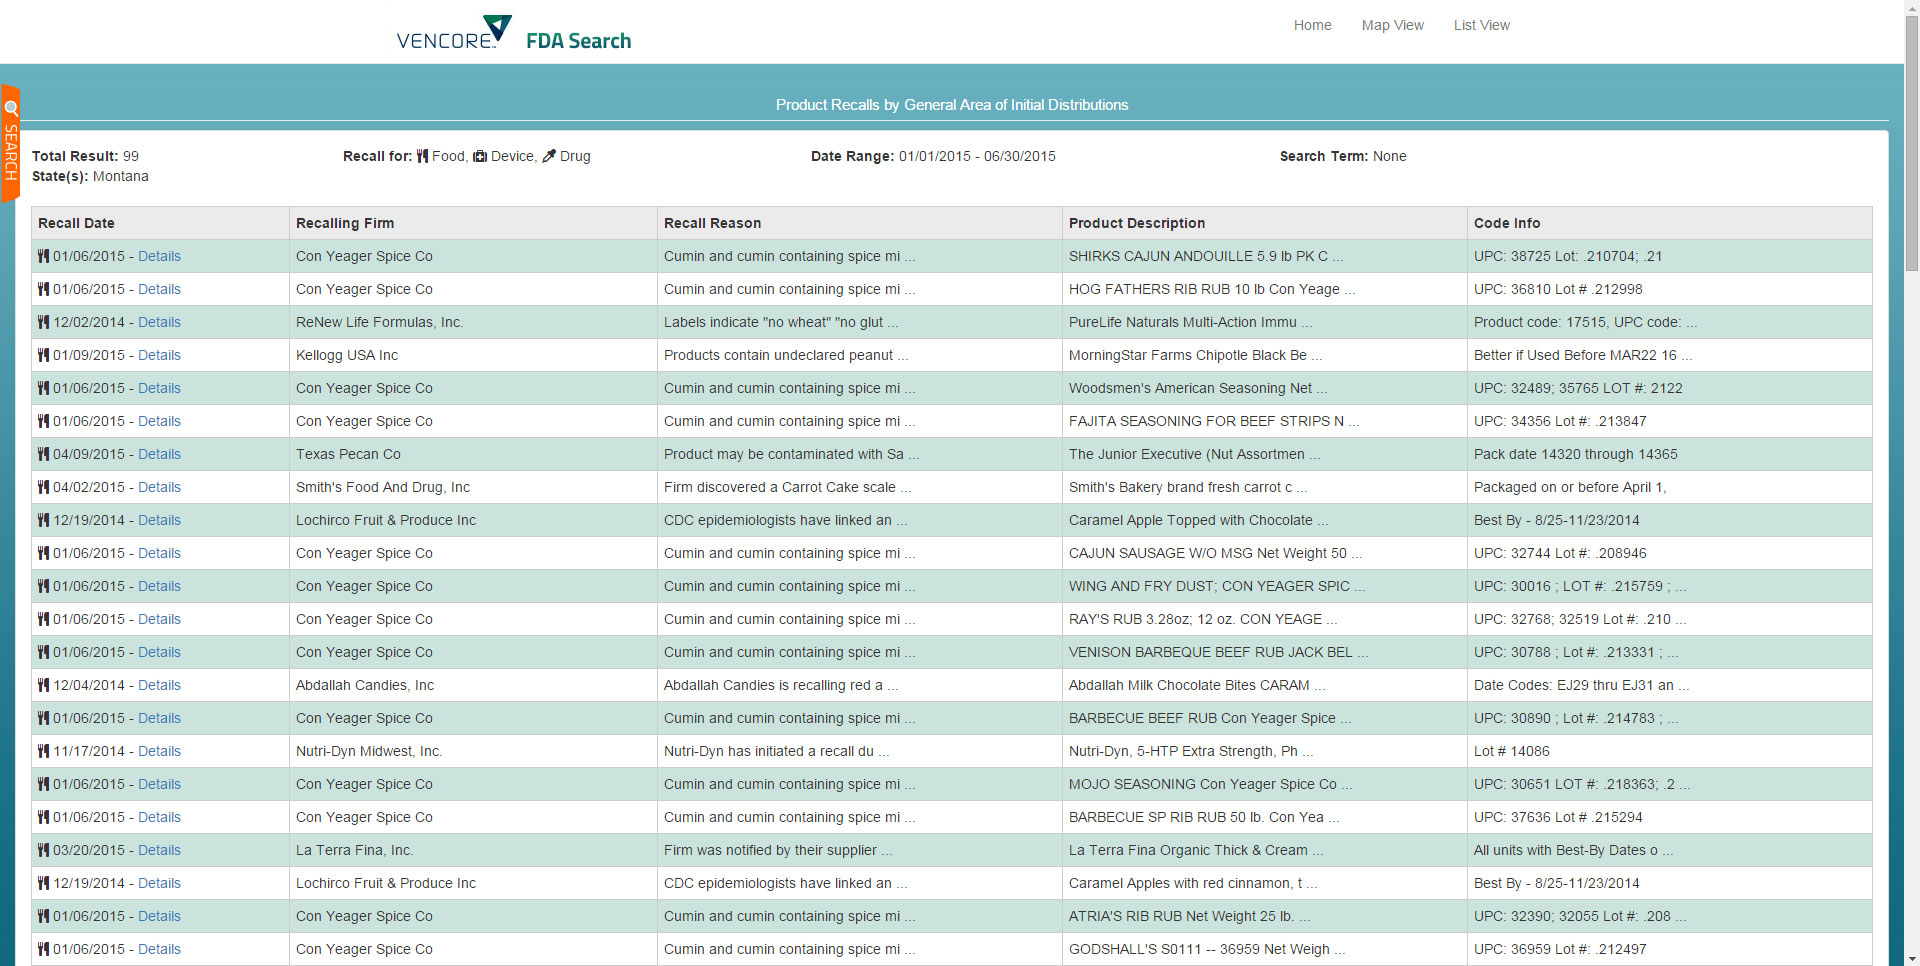 VENCORE FDA Search
Home Map View List View
SEARCH
Product Recalls by General Area of Initial Distributions
Total Result: 99 Recall for: Food, Device, Drug Date Range: 01/01/2015 - 06/30/2015 Search Term: None
State(s): Montana
Recall Date Recalling Firm Recall Reason Product Description Code Info
01/06/2015 - Details Con Yeager Spice Co Cumin and cumin containing spice mi ... SHIRKS CAJUN ANDOUILLE 5.9 lb PK C ... UPC: 38725 Lot: .210704; .21
01/06/2015 - Details Con Yeager Spice Co Cumin and cumin containing spice mi ... HOG FATHERS RIB RUB 10 lb Con Yeage ... UPC: 36810 Lot # .212998
12/02/2014 - Details ReNew Life Formulas, Inc. Labels indicate "no wheat" "no glut ... PureLife Naturals Multi-Action Immu ... Product code: 17515, UPC code: ...
01/09/2015 - Details Kellogg USA Inc Products contain undeclared peanut ... MorningStar Farms Chipotle Black Be ... Better if Used Before MAR22 16 ...
01/06/2015 - Details Con Yeager Spice Co Cumin and cumin containing spice mi ... Woodsmen's American Seasoning Net ... UPC: 32489; 35765 LOT #: 2122
01/06/2015 - Details Con Yeager Spice Co Cumin and cumin containing spice mi ... FAJITA SEASONING FOR BEEF STRIPS N ... UPC: 34356 Lot #: .213847
04/09/2015 - Details Texas Pecan Co Product may be contaminated with Sa ... The Junior Executive (Nut Assortmen ... Pack date 14320 through 14365
04/02/2015 - Details Smith's Food And Drug, Inc Firm discovered a Carrot Cake scale ... Smith's Bakery brand fresh carrot c ... Packaged on or before April 1,
12/19/2014 - Details Lochirco Fruit & Produce Inc CDC epidemiologists have linked an ... Caramel Apple Topped with Chocolate ... Best By - 8/25-11/23/2014
01/06/2015 - Details Con Yeager Spice Co Cumin and cumin containing spice mi ... CAJUN SAUSAGE W/O MSG Net Weight 50 ... UPC: 32744 Lot #: .208946
01/06/2015 - Details Con Yeager Spice Co Cumin and cumin containing spice mi ... WING AND FRY DUST; CON YEAGER SPIC ... UPC: 30016 ; LOT #: .215759 ; ...
01/06/2015 - Details Con Yeager Spice Co Cumin and cumin containing spice mi ... RAY'S RUB 3.28oz; 12 oz. CON YEAGE ... UPC: 32768; 32519 Lot #: .210 ...
01/06/2015 - Details Con Yeager Spice Co Cumin and cumin containing spice mi ... VENISON BARBEQUE BEEF RUB JACK BEL ... UPC: 30788 ; Lot #: .213331 ; ...
12/04/2014 - Details Abdallah Candies, Inc Abdallah Candies is recalling red a ... Abdallah Milk Chocolate Bites CARAM ... Date Codes: EJ29 thru EJ31 an ...
01/06/2015 - Details Con Yeager Spice Co Cumin and cumin containing spice mi ... BARBECUE BEEF RUB Con Yeager Spice ... UPC: 30890 ; Lot #: .214783 ; ...
11/17/2014 - Details Nutri-Dyn Midwest, Inc. Nutri-Dyn has initiated a recall du ... Nutri-Dyn, 5-HTP Extra Strength, Ph ... Lot # 14086
01/06/2015 - Details Con Yeager Spice Co Cumin and cumin containing spice mi ... MOJO SEASONING Con Yeager Spice Co ... UPC: 30651 LOT #: .218363; .2 ...
01/06/2015 - Details Con Yeager Spice Co Cumin and cumin containing spice mi ... BARBECUE SP RIB RUB 50 lb. Con Yea ... UPC: 37636 Lot # .215294
03/20/2015 - Details La Terra Fina, Inc. Firm was notified by their supplier ... La Terra Fina Organic Thick & Cream ... All units with Best-By Dates o ...
12/19/2014 - Details Lochirco Fruit & Produce Inc CDC epidemiologists have linked an ... Caramel Apples with red cinnamon, t ... Best By - 8/25-11/23/2014
01/06/2015 - Details Con Yeager Spice Co Cumin and cumin containing spice mi ... ATRIA'S RIB RUB Net Weight 25 lb. ... UPC: 32390; 32055 Lot #: .208 ...
01/06/2015 - Details Con Yeager Spice Co Cumin and cumin containing spice mi ... GODSHALL'S S0111 -- 36959 Net Weigh ... UPC: 36959 Lot #: .212497